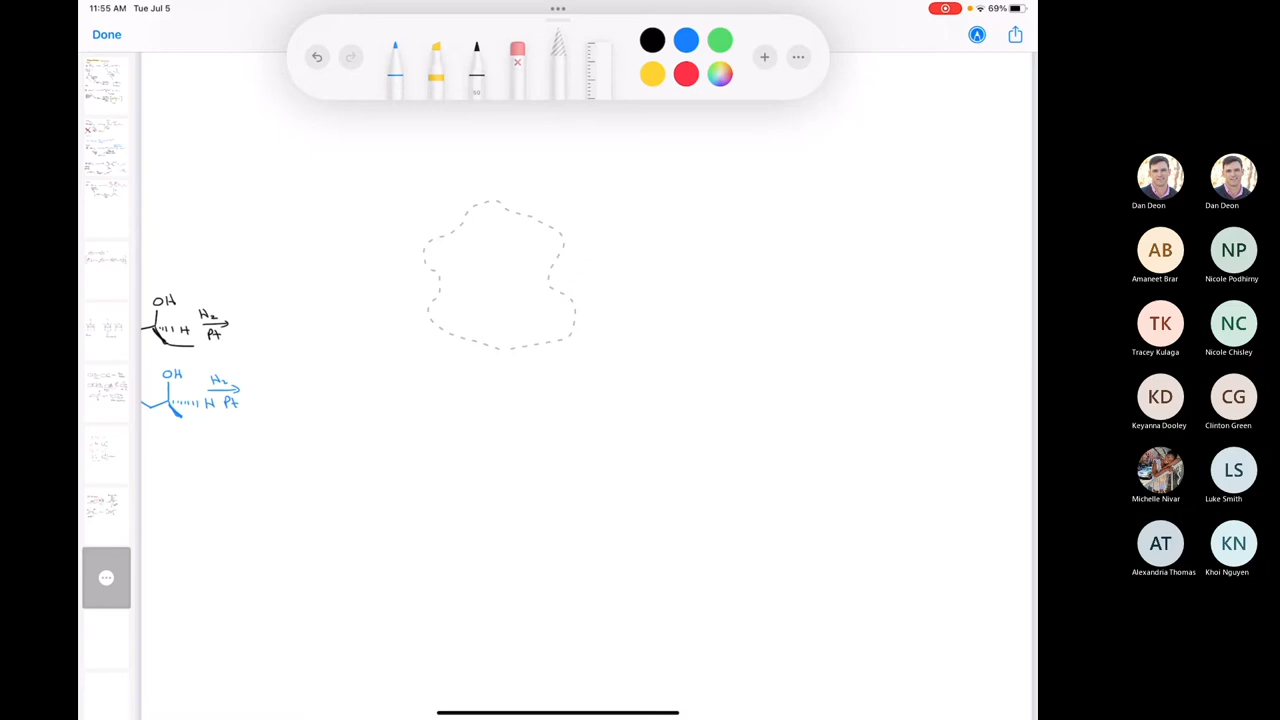 11:55 AM Tue Jul 5
69%
Done
50
OH
H
H₂
Pt
OH
H
H₂
Pt
Dan Deon
Dan Deon
AB
NP
Amaneet Brar
Nicole Podhirny
TK
NC
Tracey Kulaga
Nicole Chisley
KD
CG
Keyanna Dooley
Clinton Green
LS
Michelle Nivar
Luke Smith
AT
KN
Alexandria Thomas
Khoi Nguyen